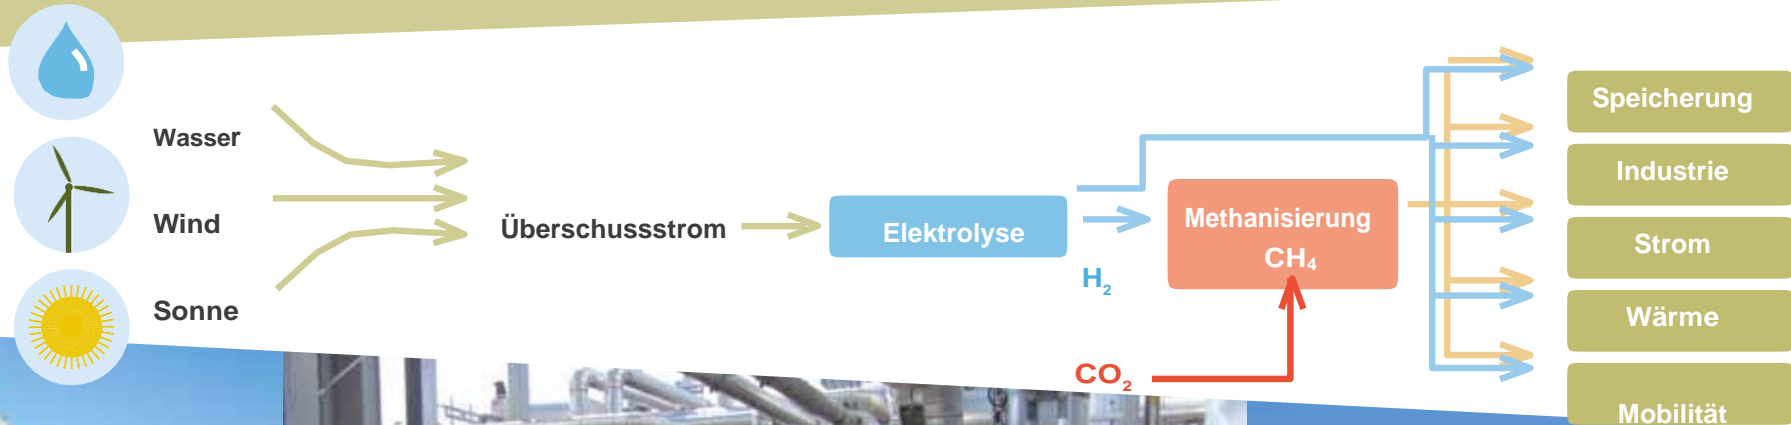 Wasser
Wind
Sonne
Überschussstrom
Elektrolyse
H₂
Methanisierung
CH₄
CO₂
Speicherung
Industrie
Strom
Wärme
Mobilität